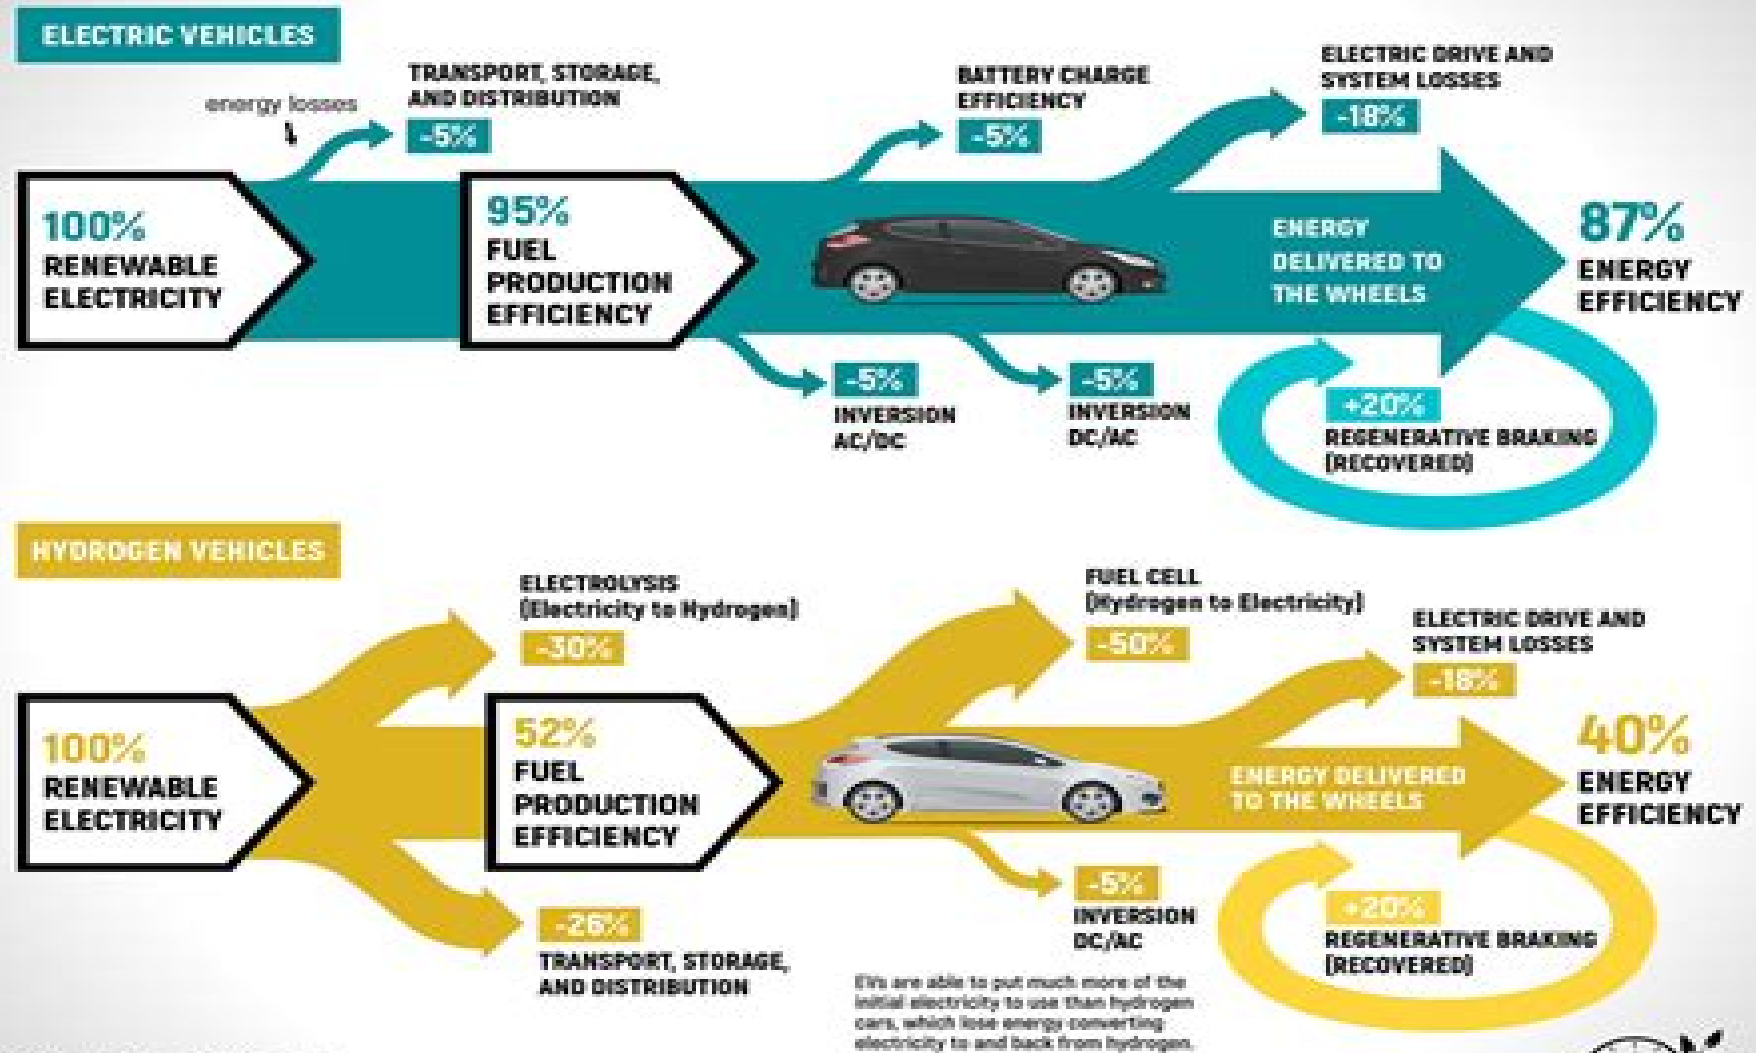 ELECTRIC VEHICLES
energy losses
TRANSPORT, STORAGE,
AND DISTRIBUTION
-5%
BATTERY CHARGE
EFFICIENCY
-5%
ELECTRIC DRIVE AND
SYSTEM LOSSES
-18%
100%
RENEWABLE
ELECTRICITY
95%
FUEL
PRODUCTION
EFFICIENCY
ENERGY
DELIVERED TO
THE WHEELS
87%
ENERGY
EFFICIENCY
-5%
INVERSION
AC/DC
-5%
INVERSION
DC/AC
+20%
REGENERATIVE BRAKING
(RECOVERED)
HYDROGEN VEHICLES
ELECTROLYSIS
(Electricity to Hydrogen)
-30%
FUEL CELL
(Hydrogen to Electricity)
-50%
ELECTRIC DRIVE AND
SYSTEM LOSSES
-18%
100%
RENEWABLE
ELECTRICITY
52%
FUEL
PRODUCTION
EFFICIENCY
ENERGY DELIVERED
TO THE WHEELS
40%
ENERGY
EFFICIENCY
-26%
TRANSPORT, STORAGE,
AND DISTRIBUTION
-5%
INVERSION
DC/AC
+20%
REGENERATIVE BRAKING
(RECOVERED)
EVs are able to put much more of the
initial electricity to use than hydrogen
cars, which lose energy converting
electricity to and back from hydrogen.